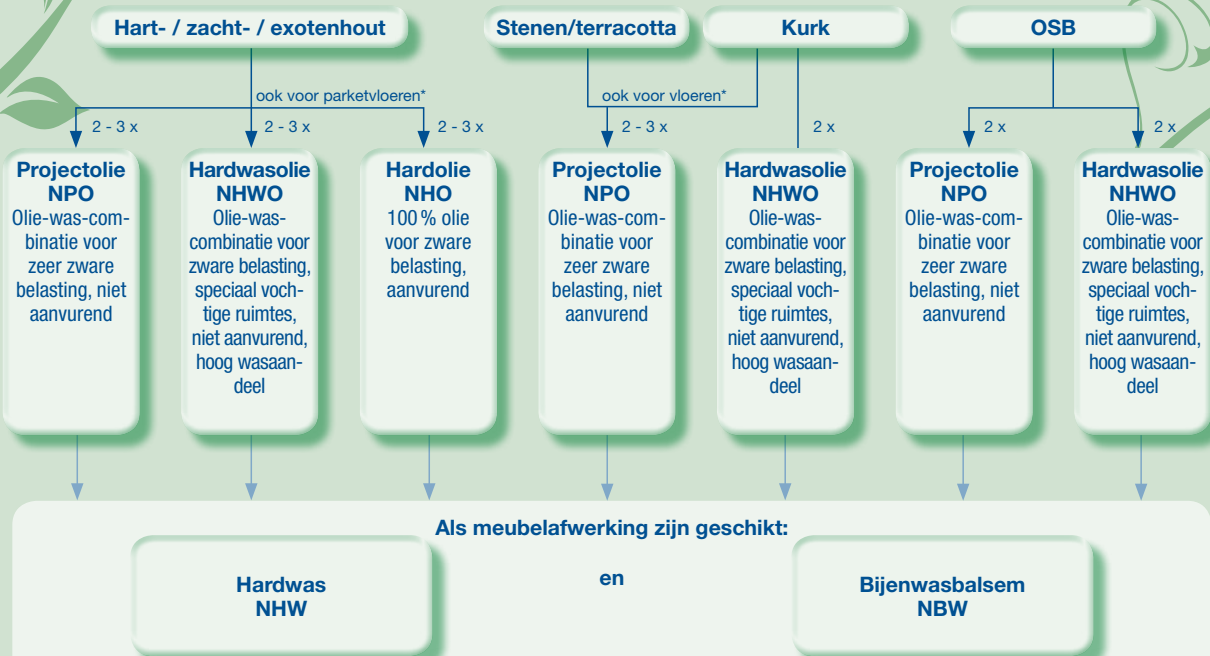 Hart- / zacht- / exotenhout
Stenen/terracotta
Kurk
OSB
ook voor parketvloeren*
ook voor vloeren*
2 - 3 x
2 - 3 x
2 - 3 x
2 - 3 x
2 x
2 x
2 x
Projectolie
NPO
Olie-was-com-
binatie voor
zeer zware
belasting, niet
aanvurend
Hardwasolie
NHWO
Olie-was-
combinatie voor
zware belasting,
speciaal voch-
tige ruimtes,
niet aanvurend,
hoog wasaan-
deel
Hardolie
NHO
100 % olie
voor zware
belasting,
aanvurend
Projectolie
NPO
Olie-was-com-
binatie voor
zeer zware
belasting, niet
aanvurend
Hardwasolie
NHWO
Olie-was-
combinatie voor
zware belasting,
speciaal voch-
tige ruimtes,
niet aanvurend,
hoog wasaan-
deel
Projectolie
NPO
Olie-was-com-
binatie voor
zeer zware
belasting, niet
aanvurend
Hardwasolie
NHWO
Olie-was-
combinatie voor
zware belasting,
speciaal voch-
tige ruimtes,
niet aanvurend,
hoog wasaan-
deel
Als meubelafwerking zijn geschikt:
Hardwas
NHW
en
Bijenwasbalsem
NBW